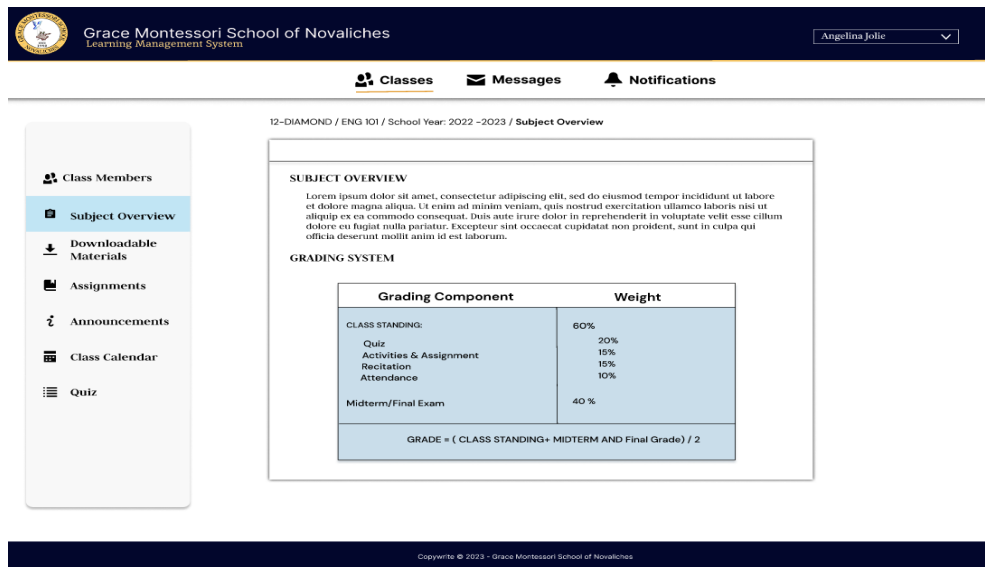 Grace Montessori School of Novaliches
Learning Management System
Angelina Jolie
Classes
Messages
Notifications
12-DIAMOND / ENG 101 / School Year: 2022 -2023 / Subject Overview
Class Members
Subject Overview
Downloadable
Materials
Assignments
Announcements
Class Calendar
Quiz
SUBJECT OVERVIEW
Lorem ipsum dolor sit amet, consectetur adipiscing elit, sed do eiusmod tempor incididunt ut labore
et dolore magna aliqua. Ut enim ad minim veniam, quis nostrud exercitation ullamco laboris nisi ut
aliquip ex ea commodo consequat. Duis aute irure dolor in reprehenderit in voluptate velit esse cillum
dolore eu fugiat nulla pariatur. Excepteur sint occaecat cupidatat non proident, sunt in culpa qui
officia deserunt mollit anim id est laborum.
GRADING SYSTEM
Grading Component Weight
CLASS STANDING: 60%
Quiz 20%
Activities & Assignment 15%
Recitation 15%
Attendance 10%
Midterm/Final Exam 40 %
GRADE = ( CLASS STANDING+ MIDTERM AND Final Grade) / 2
Copywrite © 2023 - Grace Montessori School of Novaliches